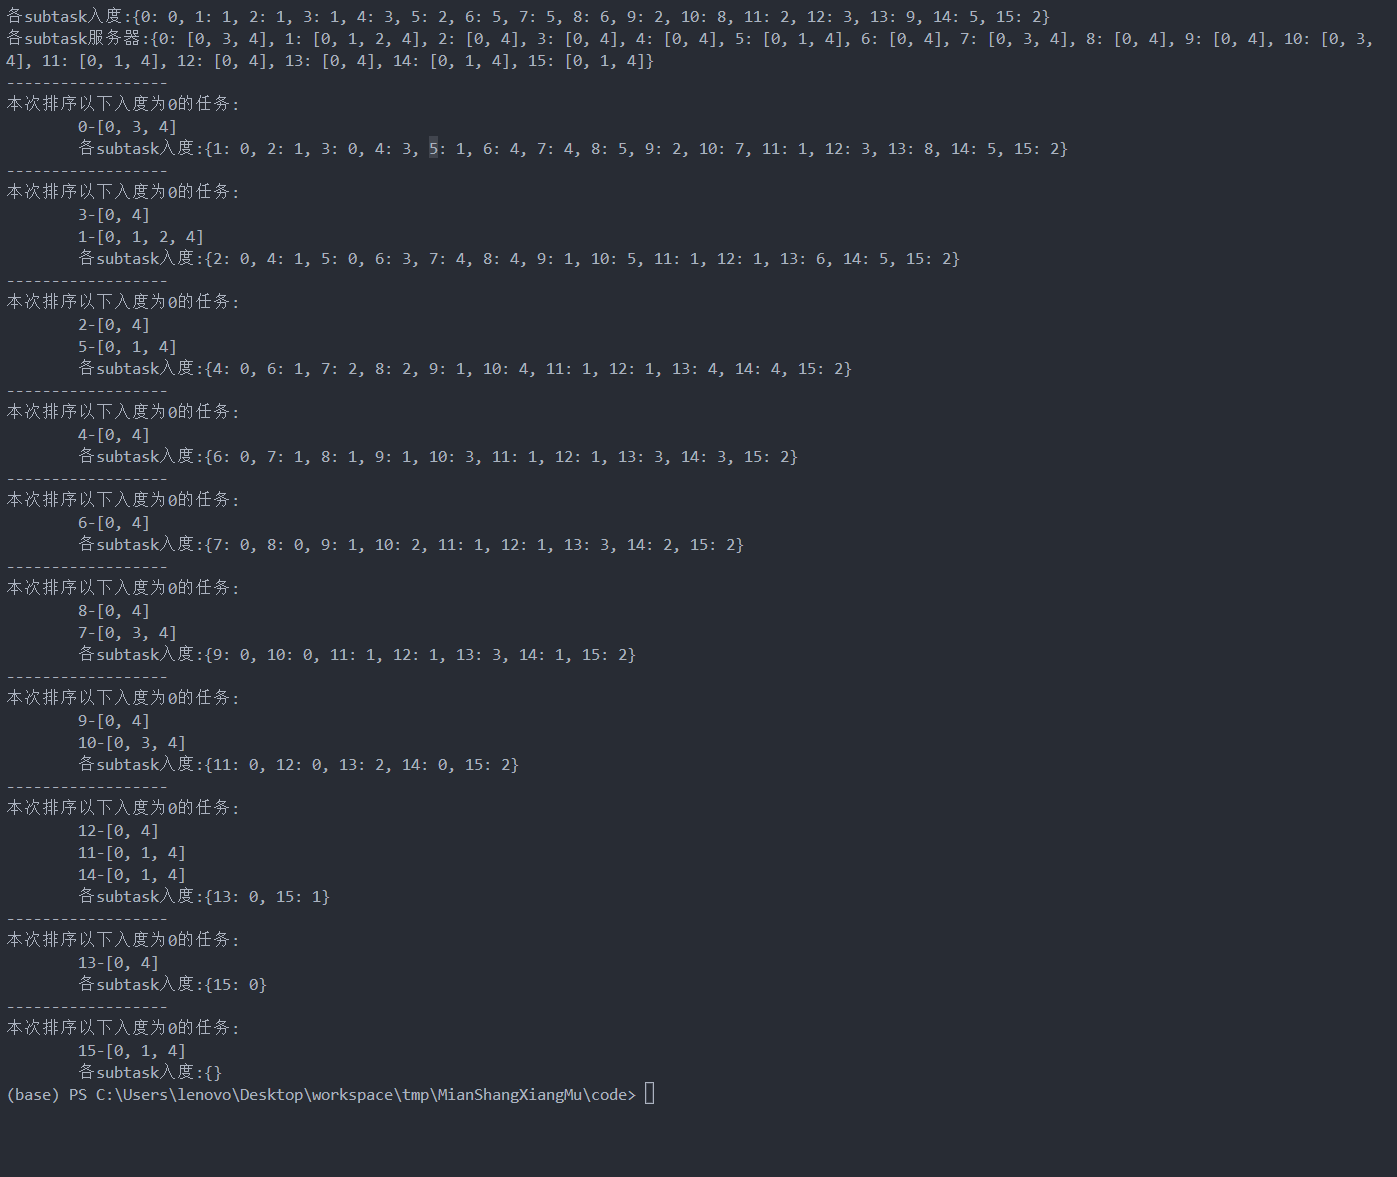 各subtask入度:{0: 0, 1: 1, 2: 1, 3: 1, 4: 3, 5: 2, 6: 5, 7: 5, 8: 6, 9: 2, 10: 8, 11: 2, 12: 3, 13: 9, 14: 5, 15: 2}
各subtask服务器:{0: [0, 3, 4], 1: [0, 1, 2, 4], 2: [0, 4], 3: [0, 4], 4: [0, 4], 5: [0, 1, 4], 6: [0, 4], 7: [0, 3, 4], 8: [0, 4], 9: [0, 4], 10: [0, 3,
4], 11: [0, 1, 4], 12: [0, 4], 13: [0, 4], 14: [0, 1, 4], 15: [0, 1, 4]}
------------------
本次排序以下入度为0的任务:
0-[0, 3, 4]
各subtask入度:{1: 0, 2: 1, 3: 0, 4: 3, 5: 1, 6: 4, 7: 4, 8: 5, 9: 2, 10: 7, 11: 1, 12: 3, 13: 8, 14: 5, 15: 2}
------------------
本次排序以下入度为0的任务:
3-[0, 4]
1-[0, 1, 2, 4]
各subtask入度:{2: 0, 4: 1, 5: 0, 6: 3, 7: 4, 8: 4, 9: 1, 10: 5, 11: 1, 12: 1, 13: 6, 14: 5, 15: 2}
------------------
本次排序以下入度为0的任务:
2-[0, 4]
5-[0, 1, 4]
各subtask入度:{4: 0, 6: 1, 7: 2, 8: 2, 9: 1, 10: 4, 11: 1, 12: 1, 13: 4, 14: 4, 15: 2}
------------------
本次排序以下入度为0的任务:
4-[0, 4]
各subtask入度:{6: 0, 7: 1, 8: 1, 9: 1, 10: 3, 11: 1, 12: 1, 13: 3, 14: 3, 15: 2}
------------------
本次排序以下入度为0的任务:
6-[0, 4]
各subtask入度:{7: 0, 8: 0, 9: 1, 10: 2, 11: 1, 12: 1, 13: 3, 14: 2, 15: 2}
------------------
本次排序以下入度为0的任务:
8-[0, 4]
7-[0, 3, 4]
各subtask入度:{9: 0, 10: 0, 11: 1, 12: 1, 13: 3, 14: 1, 15: 2}
------------------
本次排序以下入度为0的任务:
9-[0, 4]
10-[0, 3, 4]
各subtask入度:{11: 0, 12: 0, 13: 2, 14: 0, 15: 2}
------------------
本次排序以下入度为0的任务:
12-[0, 4]
11-[0, 1, 4]
14-[0, 1, 4]
各subtask入度:{13: 0, 15: 1}
------------------
本次排序以下入度为0的任务:
13-[0, 4]
各subtask入度:{15: 0}
------------------
本次排序以下入度为0的任务:
15-[0, 1, 4]
各subtask入度:{}
(base) PS C:\Users\lenovo\Desktop\workspace\tmp\MianShangXiangMu\code>